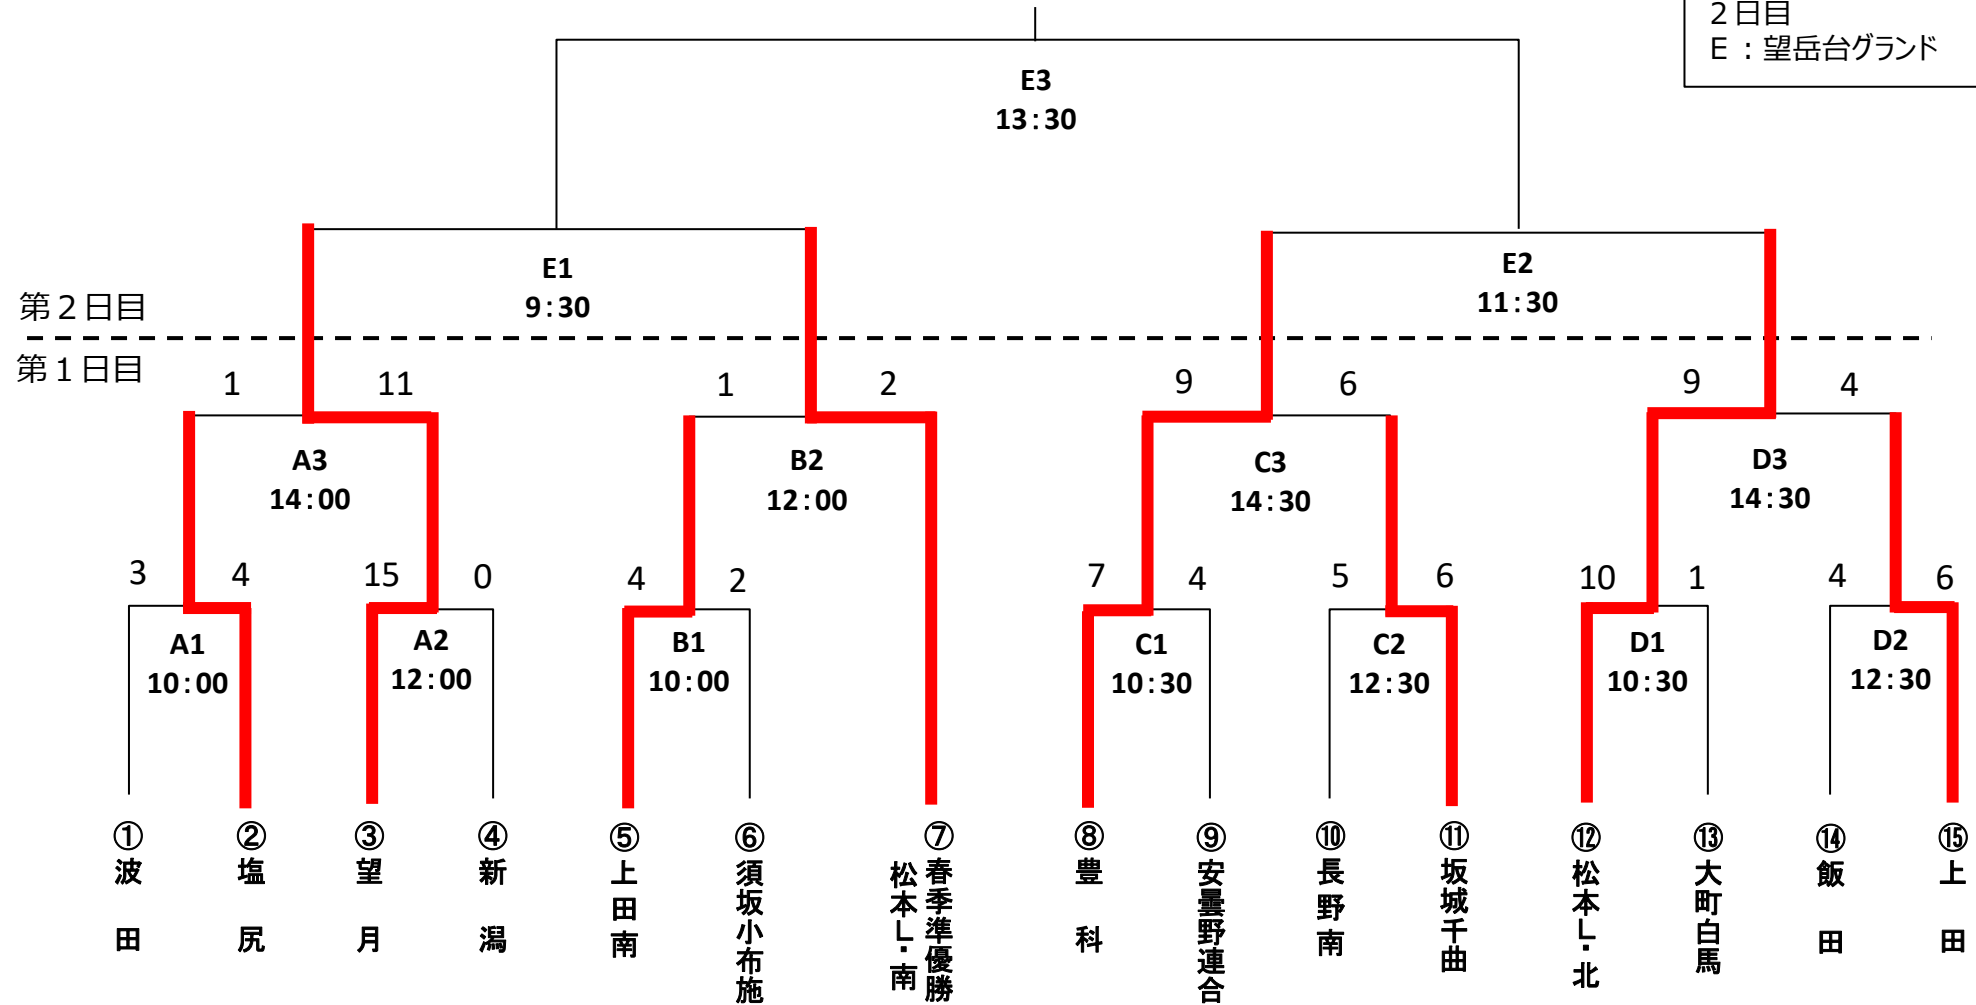 ２日目
E：望岳台グランド
E3
13:30
E1
9:30
E2
11:30
第２日目
第１日目
1
11
1
2
9
6
9
4
A3
14:00
B2
12:00
C3
14:30
D3
14:30
3
4
15
0
4
2
7
4
5
6
10
1
4
6
A1
10:00
A2
12:00
B1
10:00
C1
10:30
C2
12:30
D1
10:30
D2
12:30
①波田
②塩尻
③望月
④新潟
⑤上田南
⑥須坂小布施
⑦春季準優勝
松本L・南
⑧豊科
⑨安曇野連合
⑩長野南
⑪坂城千曲
⑫松本L・北
⑬大町白馬
⑭飯田
⑮上田